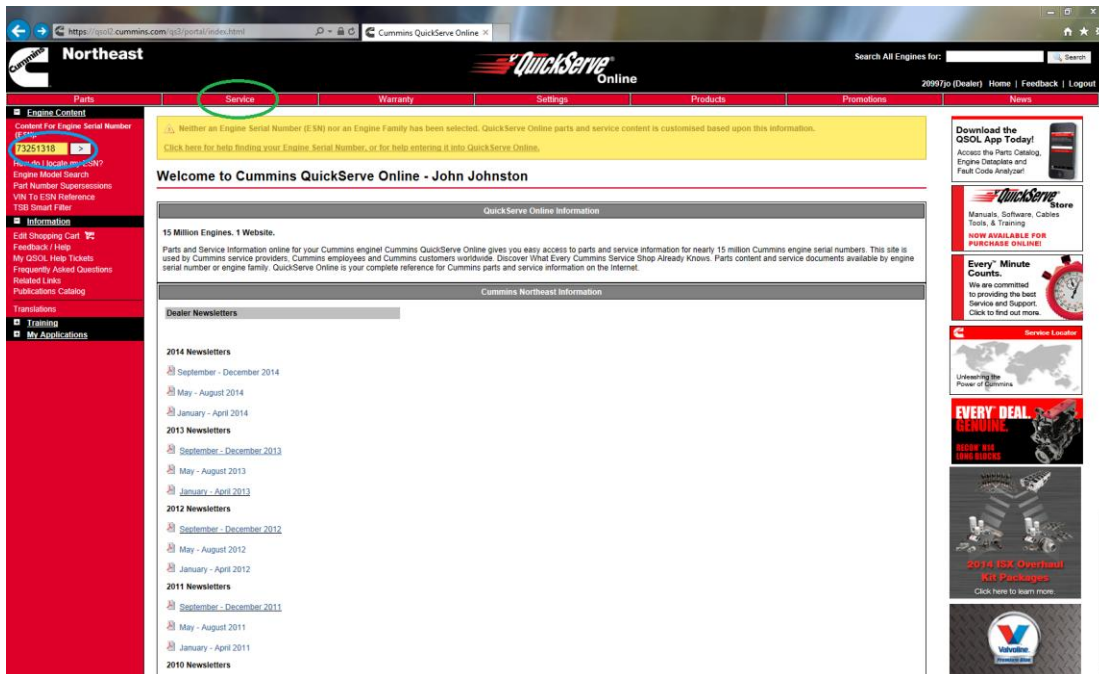 https://qsol2.cummins.com/qs3/portal/index.html
Cummins QuickServe Online
Cummins
Northeast
QuickServe
Online
Search All Engines for:
Search
20997jo (Dealer) Home | Feedback | Logout
Parts
Service
Warranty
Settings
Products
Promotions
News
Engine Content
Content For Engine Serial Number
(ESN):
73251318 >
How do I locate my ESN?
Engine Model Search
Part Number Supersessions
VIN To ESN Reference
TSB Smart Filter
Information
Edit Shopping Cart
Feedback / Help
My QSOL Help Tickets
Frequently Asked Questions
Related Links
Publications Catalog
Translations
Training
My Applications
Neither an Engine Serial Number (ESN) nor an Engine Family has been selected. QuickServe Online parts and service content is customised based upon this information.
Click here for help finding your Engine Serial Number, or for help entering it into QuickServe Online.
Welcome to Cummins QuickServe Online - John Johnston
QuickServe Online Information
15 Million Engines. 1 Website.
Parts and Service Information online for your Cummins engine! Cummins QuickServe Online gives you easy access to parts and service information for nearly 15 million Cummins engine serial numbers. This site is
used by Cummins service providers, Cummins employees and Cummins customers worldwide. Discover What Every Cummins Service Shop Already Knows. Parts content and service documents available by engine
serial number or engine family. QuickServe Online is your complete reference for Cummins parts and service information on the Internet.
Cummins Northeast Information
Dealer Newsletters
2014 Newsletters
September - December 2014
May - August 2014
January - April 2014
2013 Newsletters
September - December 2013
May - August 2013
January - April 2013
2012 Newsletters
September - December 2012
May - August 2012
January - April 2012
2011 Newsletters
September - December 2011
May - August 2011
January - April 2011
2010 Newsletters
Download the
QSOL App Today!
Access the Parts Catalog,
Engine Dataplate and
Fault Code Analyzer!
QuickServe
Store
Manuals, Software, Cables
Tools, & Training
NOW AVAILABLE FOR
PURCHASE ONLINE!
Every Minute
Counts.
We are committed
to providing the best
Service and Support.
Click to find out more.
Service Locator
Unleashing the
Power of Cummins
EVERY DEAL.
GENUINE.
RECON N14
LONG BLOCKS
2014 ISX Overhaul
Kit Packages
Click here to learn more.
Valvoline